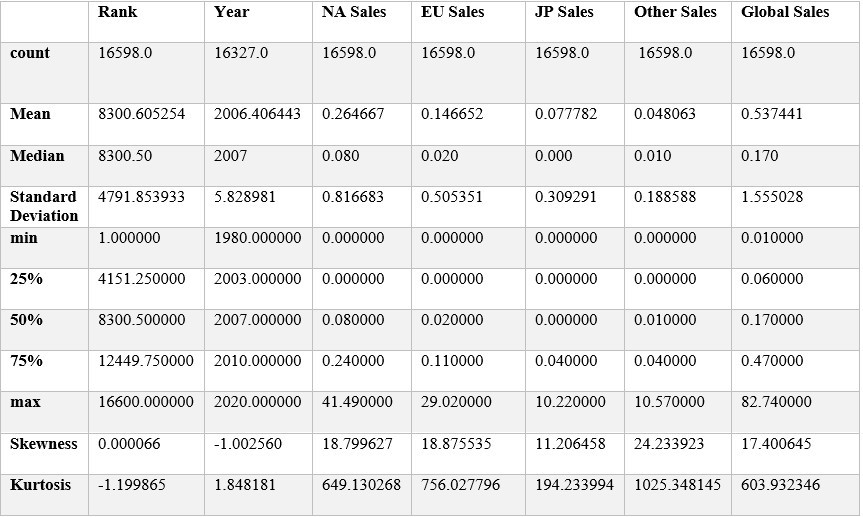 Rank Year NA Sales EU Sales JP Sales Other Sales Global Sales
count 16598.0 16327.0 16598.0 16598.0 16598.0 16598.0 16598.0
Mean 8300.605254 2006.406443 0.264667 0.146652 0.077782 0.048063 0.537441
Median 8300.50 2007 0.080 0.020 0.000 0.010 0.170
Standard 4791.853933 5.828981 0.816683 0.505351 0.309291 0.188588 1.555028
Deviation
min 1.000000 1980.000000 0.000000 0.000000 0.000000 0.000000 0.010000
25% 4151.250000 2003.000000 0.000000 0.000000 0.000000 0.000000 0.060000
50% 8300.500000 2007.000000 0.080000 0.020000 0.000000 0.010000 0.170000
75% 12449.750000 2010.000000 0.240000 0.110000 0.040000 0.040000 0.470000
max 16600.000000 2020.000000 41.490000 29.020000 10.220000 10.570000 82.740000
Skewness 0.000066 -1.002560 18.799627 18.875535 11.206458 24.233923 17.400645
Kurtosis -1.199865 1.848181 649.130268 756.027796 194.233994 1025.348145 603.932346